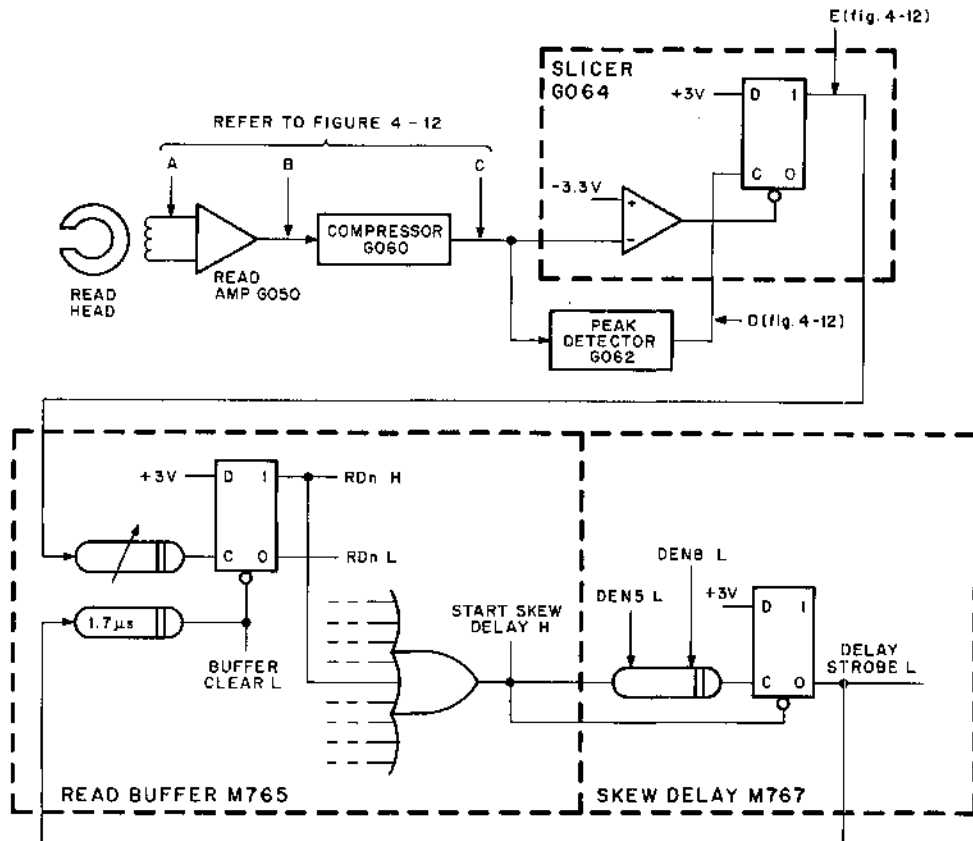 E(fig. 4-12)
SLICER
G064
+3V
D 1
C 0
REFER TO FIGURE 4-12
A
B
C
-3.3V
+
-
COMPRESSOR
G060
READ
HEAD
READ
AMP G050
D(fig. 4-12)
PEAK
DETECTOR
G062
+3V
D 1
C 0
RDn H
RDn L
1.7µs
BUFFER
CLEAR L
START SKEW
DELAY H
DEN5 L
DEN8 L
+3V
D 1
C 0
DELAY
STROBE L
READ BUFFER M765
SKEW DELAY M767